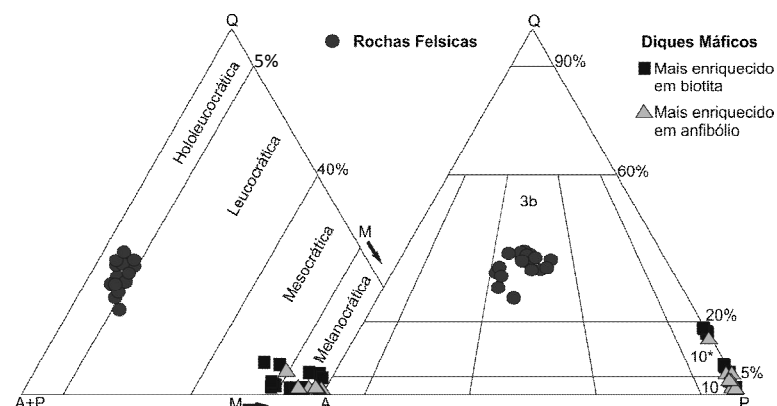 Q
Q
Rochas Felsicas
Diques Máficos
5%
90%
Mais enriquecido
em biotita
Hololeucocrática
Mais enriquecido
em anfibólio
Leucocrática
40%
60%
3b
M
Mesocrática
Melanocrática
20%
10*
5%
10
A+P
M
A
P